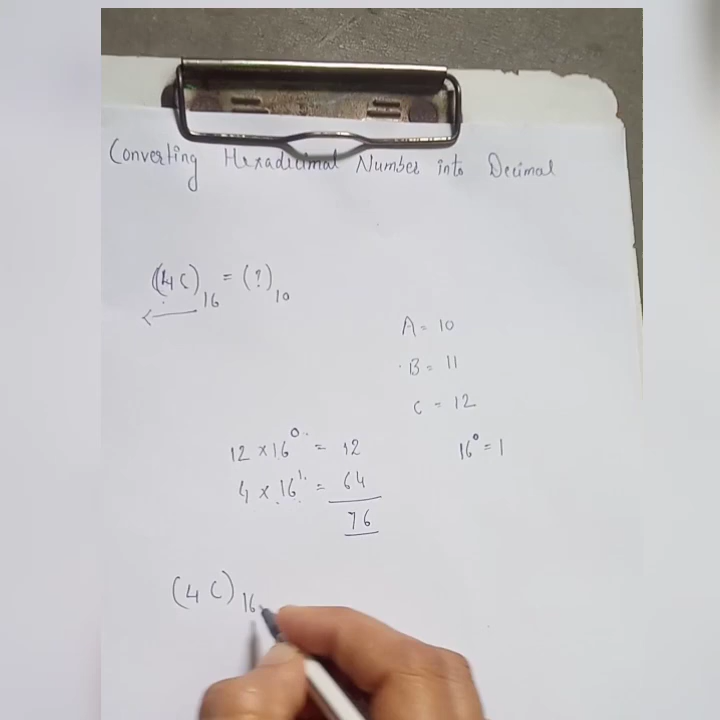 Converting Hexadecimal Number into Decimal
(4C)₁₆ = (?)₁₀
A = 10
B = 11
C = 12
12 × 16⁰ = 12
16⁰ = 1
4 × 16¹ = 64
76
(4C)₁₆